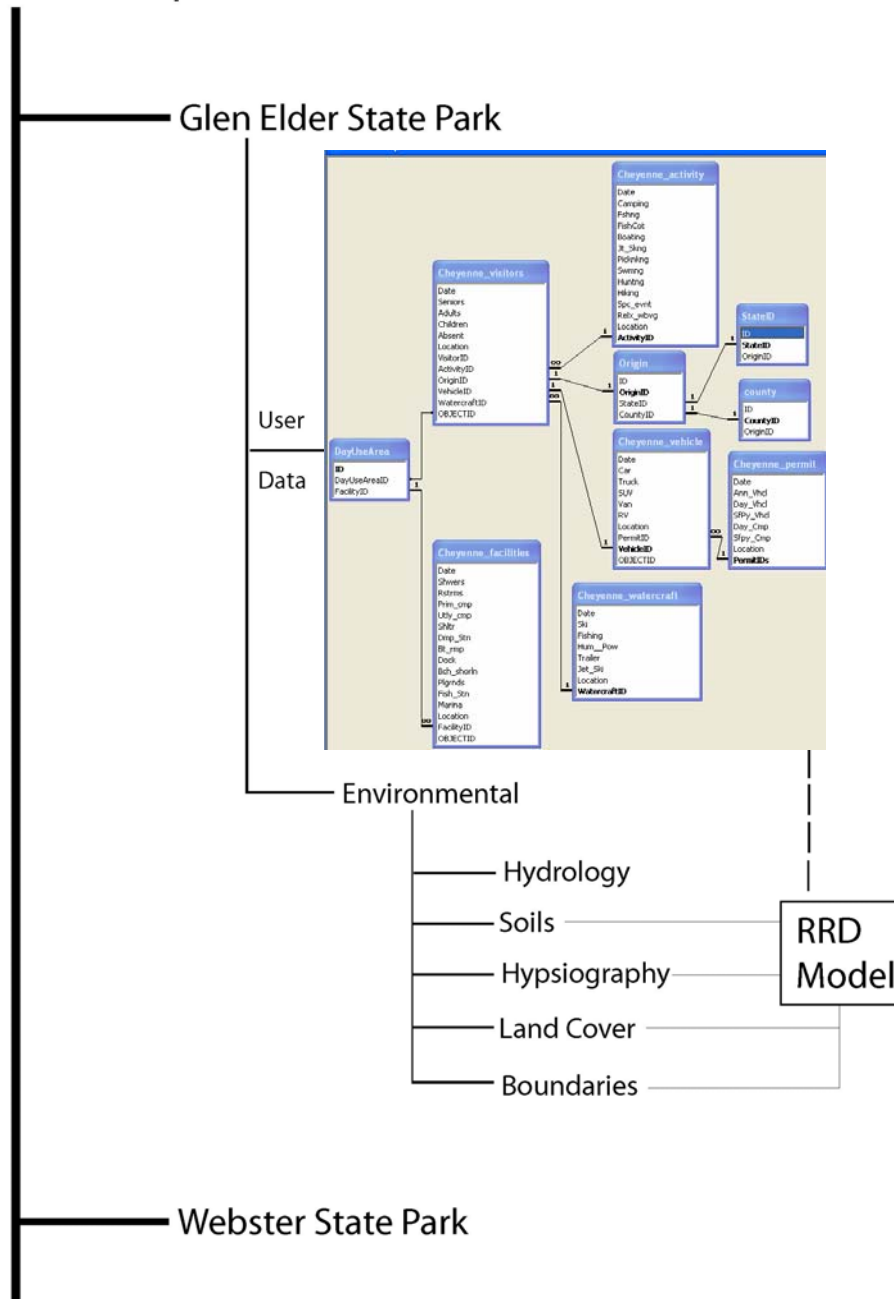 Glen Elder State Park
User
Data
DayUseArea
ID
DayUseAreaID
FacilityID
Cheyenne_visitors
Date
Seniors
Adults
Children
Absent
Location
VisitorID
ActivityID
OriginID
VehicleID
WatercraftID
OBJECTID
Cheyenne_facilities
Date
Shwers
Rstrms
Prim_cmp
Utly_cmp
Shltr
Dmp_Stn
Bt_rmp
Dock
Bch_shorln
Plgrnds
Fish_Stn
Marina
Location
FacilityID
OBJECTID
Cheyenne_activity
Date
Camping
Fshng
FishCot
Boating
Jt_Skng
Picknkng
Swmng
Huntng
Hiking
Spc_evnt
Relx_wbvg
Location
ActivityID
Origin
ID
OriginID
StateID
CountyID
StateID
ID
StateID
OriginID
county
ID
CountyID
OriginID
Cheyenne_vehicle
Date
Car
Truck
SUV
Van
RV
Location
PermitID
VehicleID
OBJECTID
Cheyenne_permit
Date
Ann_Vhcl
Day_Vhcl
SfPy_Vhcl
Day_Cmp
Sfpy_Cmp
Location
PermitIDs
Cheyenne_watercraft
Date
Ski
Fishing
Hum__Pow
Trailer
Jet_Ski
Location
WatercraftID
Environmental
Hydrology
Soils
Hypsiography
Land Cover
Boundaries
RRD
Model
Webster State Park